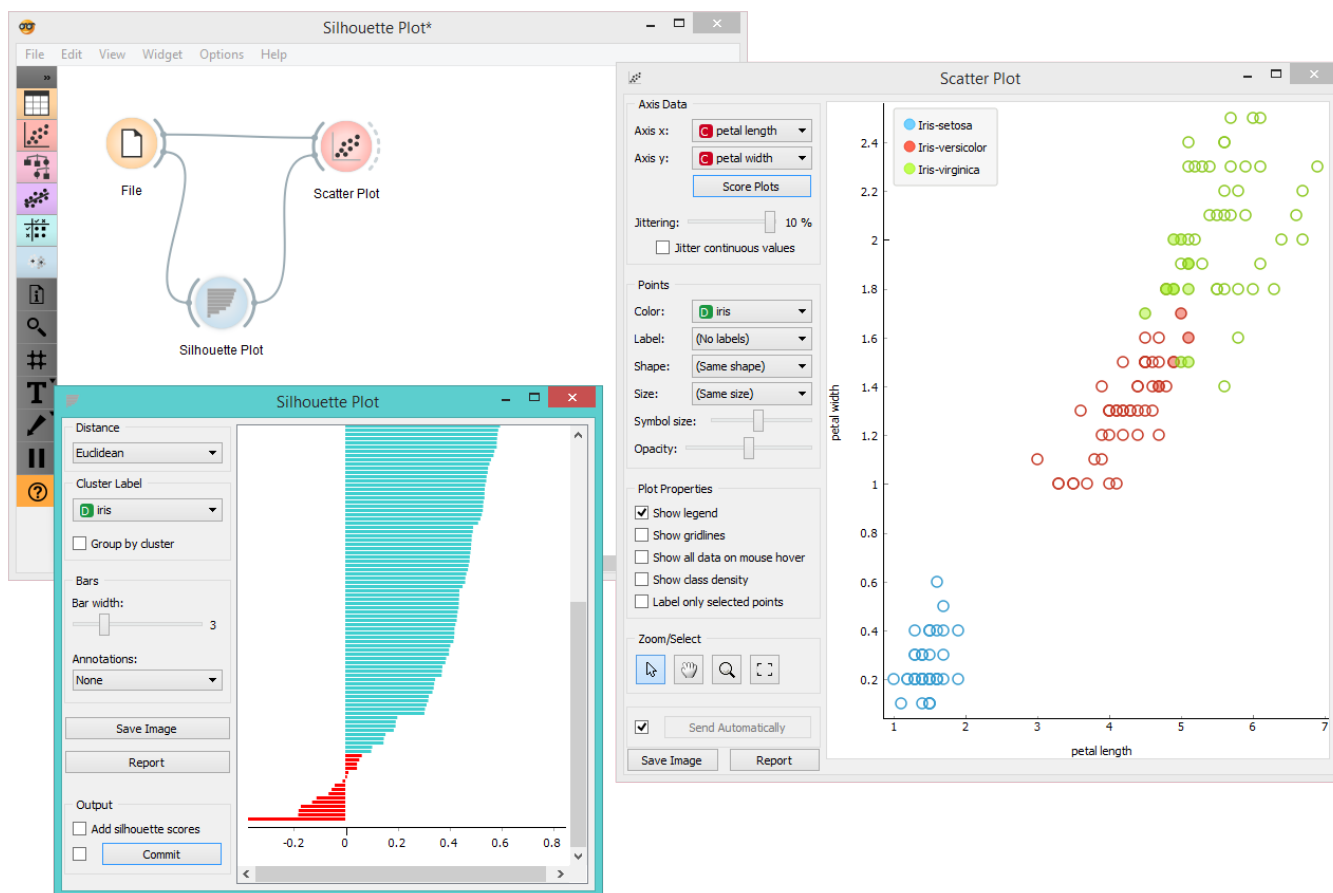 Silhouette Plot*
File Edit View Widget Options Help
»
File
Scatter Plot
Silhouette Plot
T
?
Scatter Plot
Axis Data
Axis x: C petal length
Axis y: C petal width
Score Plots
Jittering: 10 %
Jitter continuous values
Points
Color: D iris
Label: (No labels)
Shape: (Same shape)
Size: (Same size)
Symbol size:
Opacity:
Plot Properties
Show legend
Show gridlines
Show all data on mouse hover
Show class density
Label only selected points
Zoom/Select
Send Automatically
Save Image Report
Iris-setosa
Iris-versicolor
Iris-virginica
petal width
2.4
2.2
2
1.8
1.6
1.4
1.2
1
0.8
0.6
0.4
0.2
1 2 3 4 5 6 7
petal length
Silhouette Plot
Distance
Euclidean
Cluster Label
D iris
Group by cluster
Bars
Bar width:
3
Annotations:
None
Save Image
Report
Output
Add silhouette scores
Commit
-0.2 0 0.2 0.4 0.6 0.8